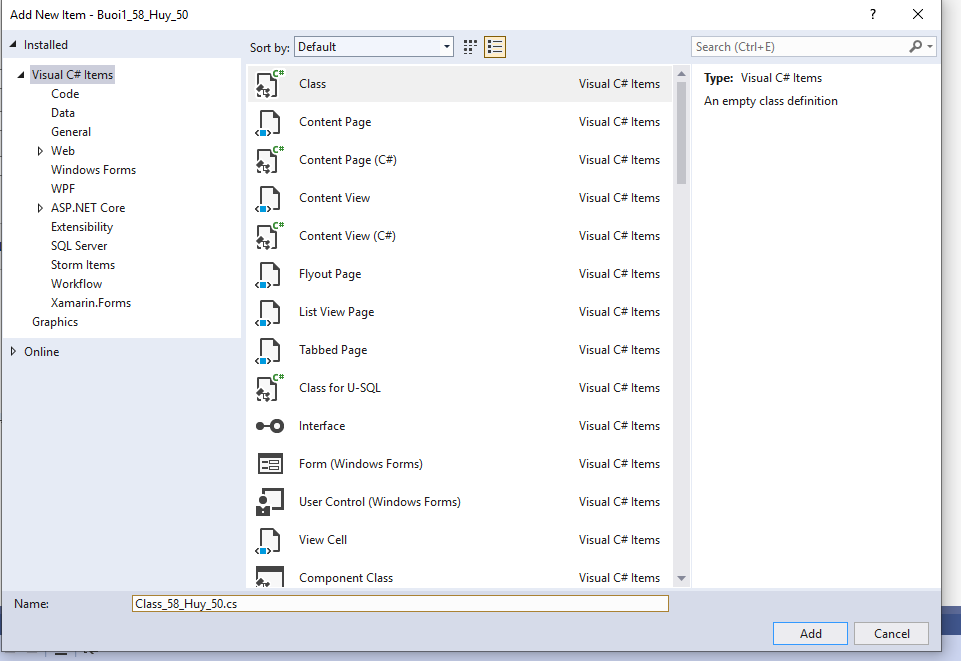 Add New Item - Buoi1_58_Huy_50
?
Installed
Sort by: Default
Search (Ctrl+E)
Visual C# Items
Code
Data
General
Web
Windows Forms
WPF
ASP.NET Core
Extensibility
SQL Server
Storm Items
Workflow
Xamarin.Forms
Graphics
Online
C# Class Visual C# Items
Content Page Visual C# Items
C# Content Page (C#) Visual C# Items
Content View Visual C# Items
C# Content View (C#) Visual C# Items
Flyout Page Visual C# Items
List View Page Visual C# Items
Tabbed Page Visual C# Items
C# Class for U-SQL Visual C# Items
Interface Visual C# Items
Form (Windows Forms) Visual C# Items
User Control (Windows Forms) Visual C# Items
View Cell Visual C# Items
Component Class Visual C# Items
Type: Visual C# Items
An empty class definition
Name: Class_58_Huy_50.cs
Add Cancel